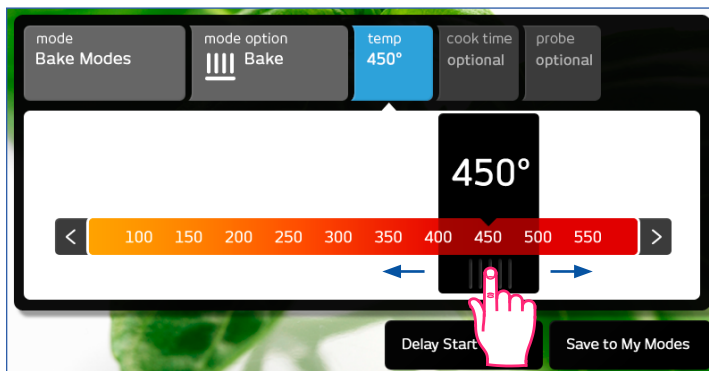 mode
Bake Modes
mode option
Bake
temp
450°
cook time
optional
probe
optional
450°
< 100 150 200 250 300 350 400 450 500 550 >
Delay Start
Save to My Modes